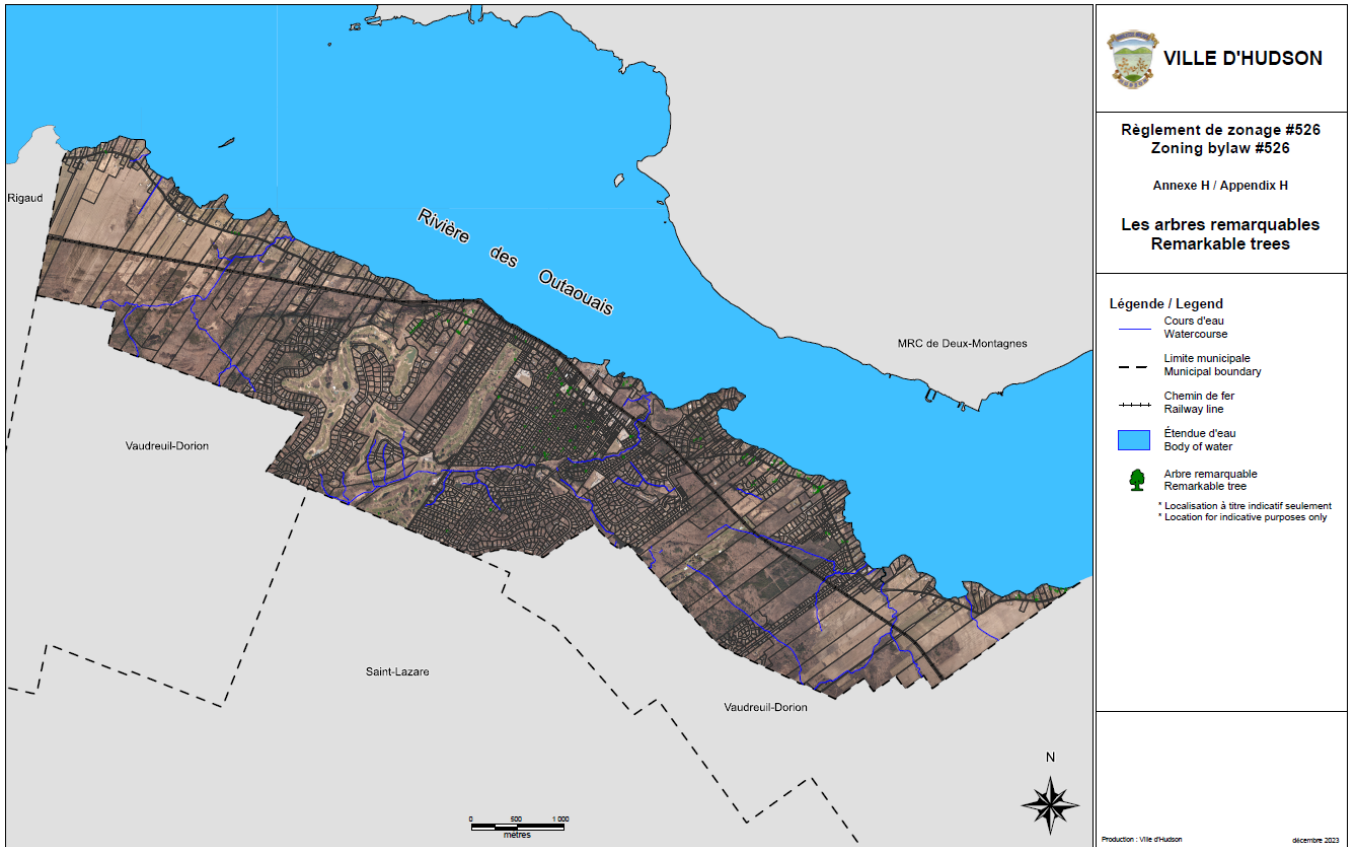 VILLE D'HUDSON
Règlement de zonage #526
Zoning bylaw #526
Annexe H / Appendix H
Les arbres remarquables
Remarkable trees
Légende / Legend
Cours d'eau
Watercourse
Limite municipale
Municipal boundary
Chemin de fer
Railway line
Étendue d'eau
Body of water
Arbre remarquable
Remarkable tree
* Localisation à titre indicatif seulement
* Location for indicative purposes only
Rigaud
Rivière des Outaouais
MRC de Deux-Montagnes
Vaudreuil-Dorion
Saint-Lazare
Vaudreuil-Dorion
N
0 500 1 000
mètres
Production : Ville d'Hudson
décembre 2023